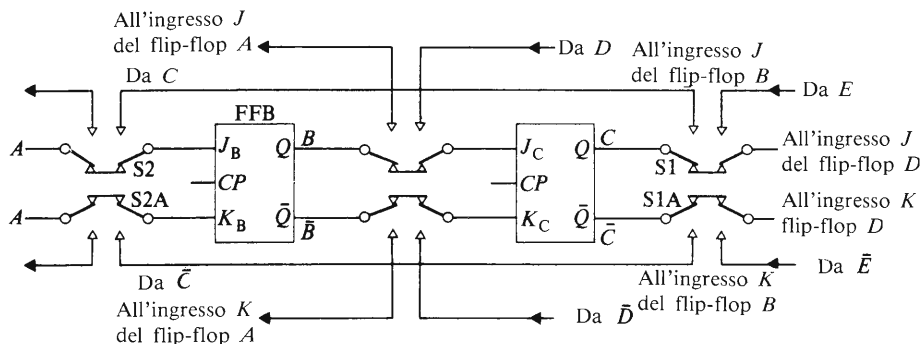 All'ingresso J
del flip-flop A
Da D
All'ingresso J
del flip-flop B
Da C
Da E
FFB
A
S2
J_B
Q
B
J_C
Q
C
S1
All'ingresso J
del flip-flop D
CP
CP
A
S2A
K_B
Q̄
B̄
K_C
Q̄
C̄
S1A
All'ingresso K
flip-flop D
Da C̄
Da Ē
All'ingresso K
del flip-flop B
All'ingresso K
del flip-flop A
Da D̄